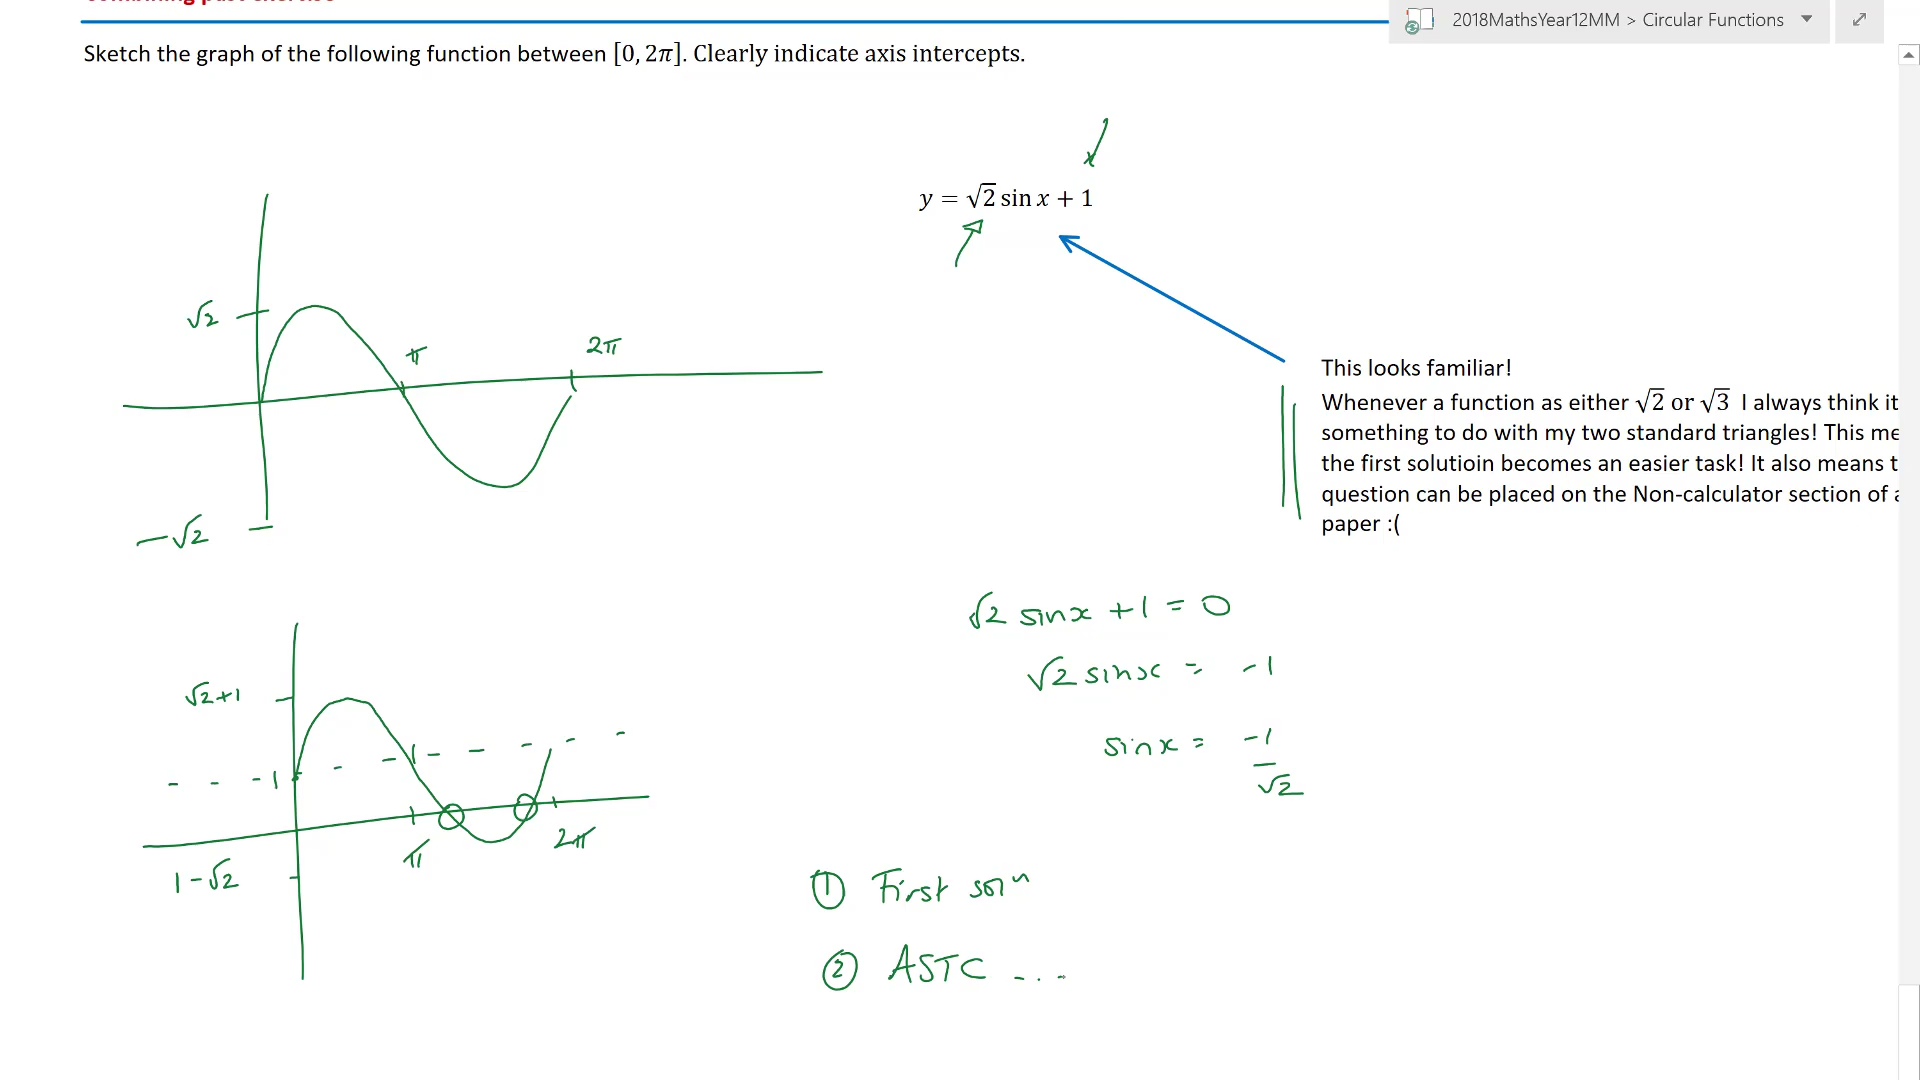 2018MathsYear12MM > Circular Functions
Sketch the graph of the following function between [0, 2π]. Clearly indicate axis intercepts.
y = √2 sin x + 1
√2
π
2π
−√2
This looks familiar!
Whenever a function as either √2 or √3 I always think it
something to do with my two standard triangles! This me
the first solutioin becomes an easier task! It also means t
question can be placed on the Non-calculator section of a
paper :(
√2 sinx + 1 = 0
√2 sinx = -1
sinx = -1/√2
√2+1
1
π
2π
1-√2
① First solⁿ
② ASTC ...